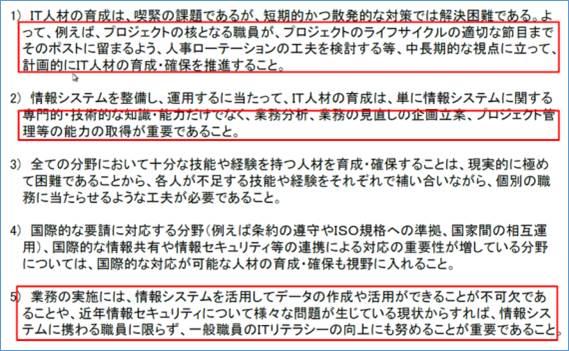 1) IT人材の育成は、喫緊の課題であるが、短期的かつ散発的な対策では解決困難である。よ
って、例えば、プロジェクトの核となる職員が、プロジェクトのライフサイクルの適切な節目まで
そのポストに留まるよう、人事ローテーションの工夫を検討する等、中長期的な視点に立って、
計画的にIT人材の育成・確保を推進すること。
2) 情報システムを整備し、運用するに当たって、IT人材の育成は、単に情報システムに関する
専門的・技術的な知識・能力だけでなく、業務分析、業務の見直しの企画立案、プロジェクト管
理等の能力の取得が重要であること。
3) 全ての分野において十分な技能や経験を持つ人材を育成・確保することは、現実的に極め
て困難であることから、各人が不足する技能や経験をそれぞれで補い合いながら、個別の職
務に当たらせるような工夫が必要であること。
4) 国際的な要請に対応する分野(例えば条約の遵守やISO規格への準拠、国家間の相互運
用)、国際的な情報共有や情報セキュリティ等の連携による対応の重要性が増している分野
については、国際的な対応が可能な人材の育成・確保も視野に入れること。
5) 業務の実施には、情報システムを活用してデータの作成や活用ができることが不可欠であ
ることや、近年情報セキュリティについて様々な問題が生じている現状からすれば、情報シス
テムに携わる職員に限らず、一般職員のITリテラシーの向上にも努めることが重要であること。